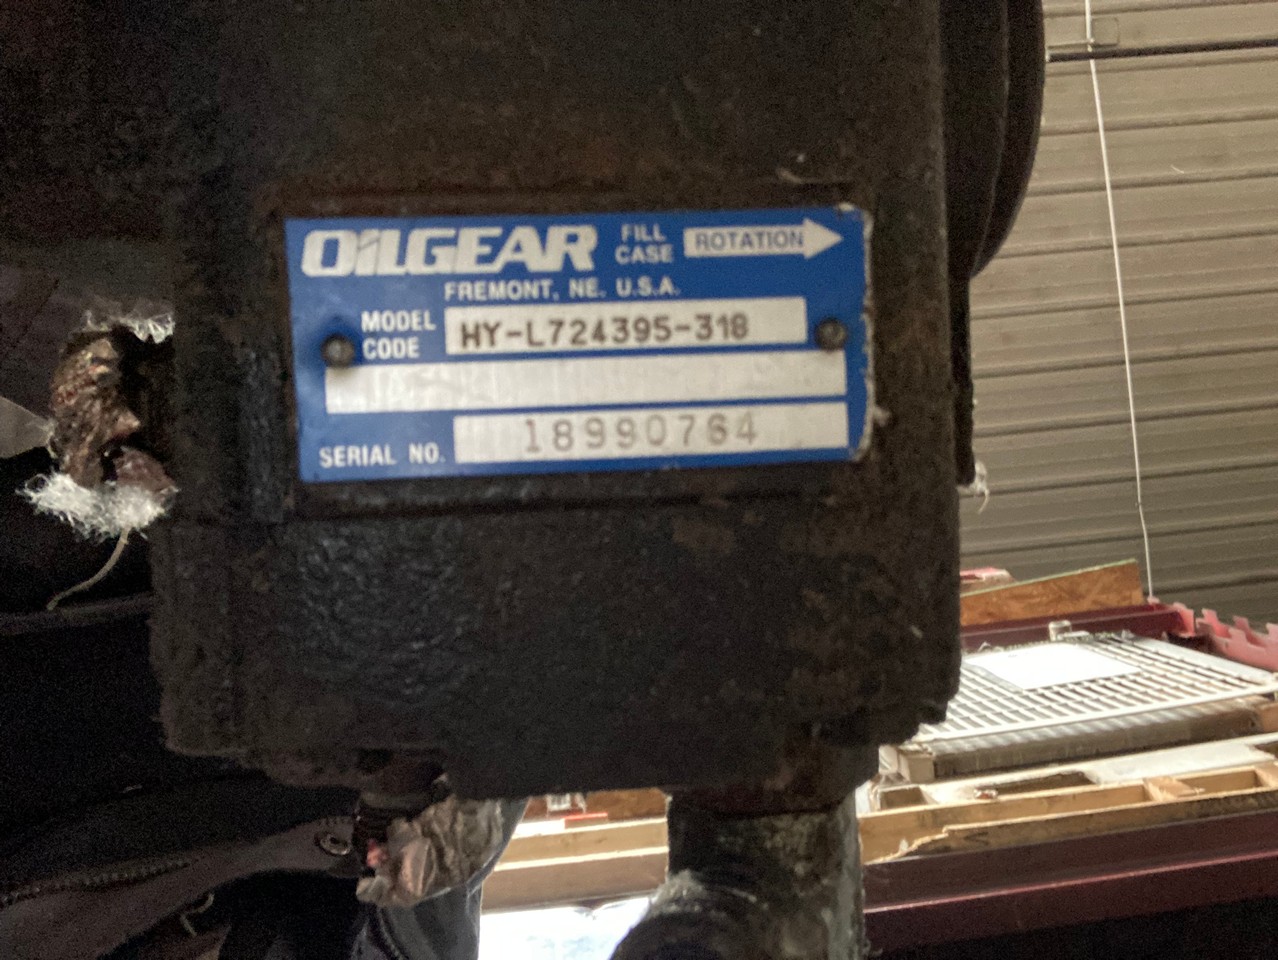 OILGEAR
FILL CASE
ROTATION
FREMONT, NE. U.S.A.
MODEL CODE HY-L724395-318
SERIAL NO. 18990764